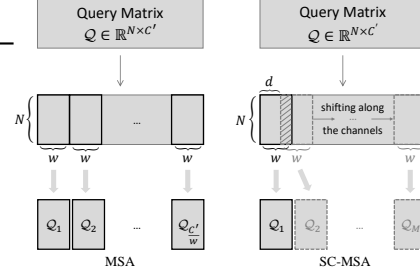 Query Matrix
𝒬 ∈ ℝ^{N×C′}
N
w w ... w
𝒬_1 𝒬_2 ... 𝒬_{C′/w}
MSA
Query Matrix
𝒬 ∈ ℝ^{N×C′}
d
N
shifting along
...
the channels
w w w
𝒬_1 𝒬_2 ... 𝒬_M
SC-MSA